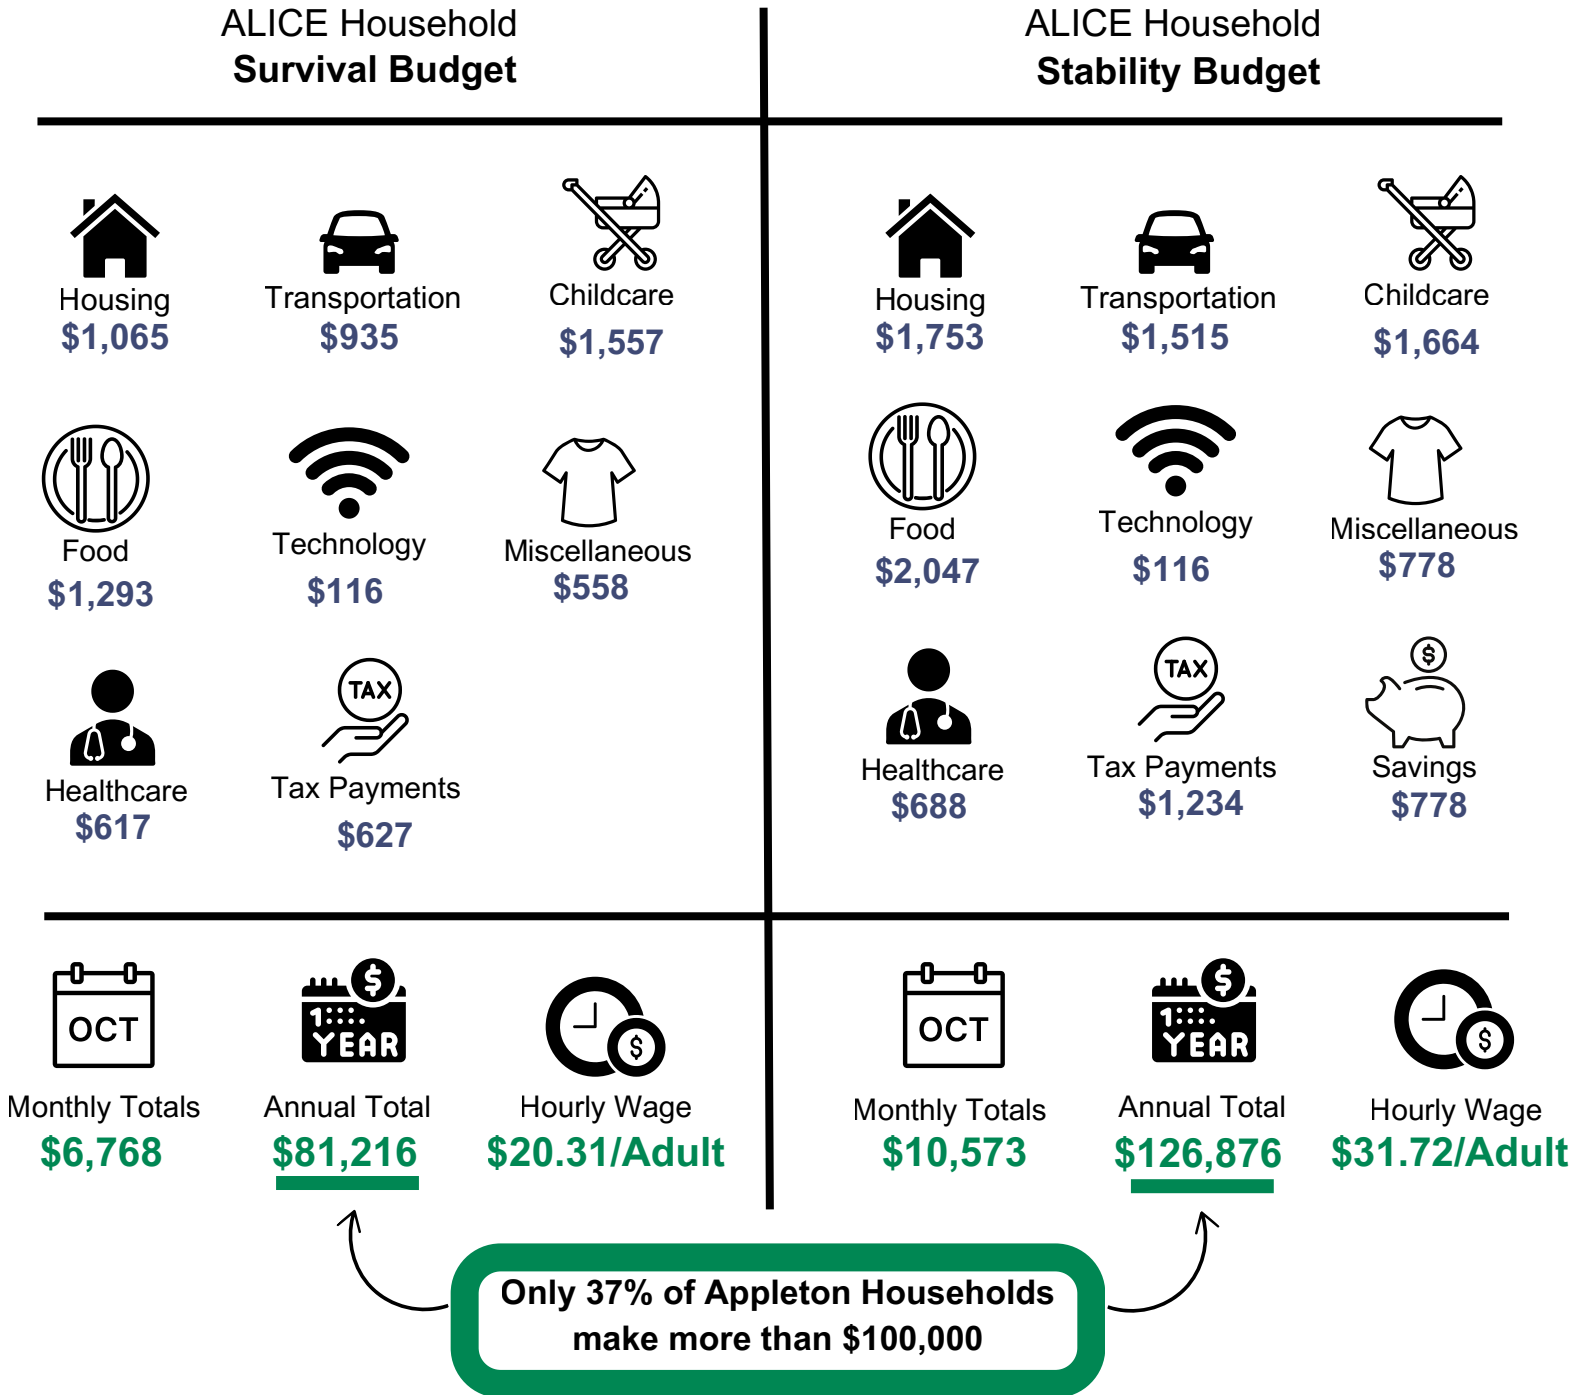 ALICE Household
Survival Budget
Housing
$1,065
Transportation
$935
Childcare
$1,557
Food
$1,293
Technology
$116
Miscellaneous
$558
Healthcare
$617
TAX
Tax Payments
$627
OCT
Monthly Totals
$6,768
$
1
YEAR
Annual Total
$81,216
$
Hourly Wage
$20.31/Adult
ALICE Household
Stability Budget
Housing
$1,753
Transportation
$1,515
Childcare
$1,664
Food
$2,047
Technology
$116
Miscellaneous
$778
Healthcare
$688
TAX
Tax Payments
$1,234
$
Savings
$778
OCT
Monthly Totals
$10,573
$
1
YEAR
Annual Total
$126,876
$
Hourly Wage
$31.72/Adult
Only 37% of Appleton Households
make more than $100,000